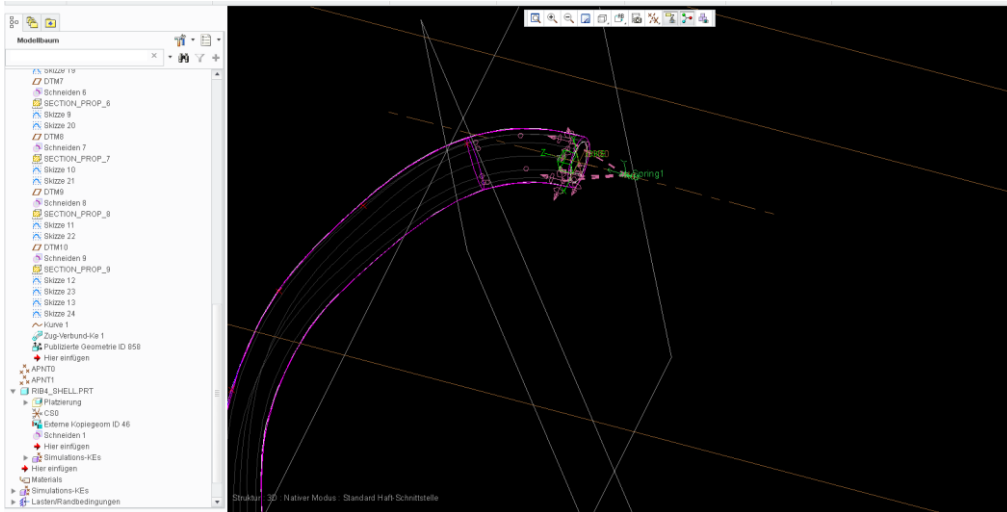 Modellbaum
Skizze 19
DTM7
Schneiden 6
SECTION_PROP_6
Skizze 9
Skizze 20
DTM8
Schneiden 7
SECTION_PROP_7
Skizze 10
Skizze 21
DTM9
Schneiden 8
SECTION_PROP_8
Skizze 11
Skizze 22
DTM10
Schneiden 9
SECTION_PROP_9
Skizze 12
Skizze 23
Skizze 13
Skizze 24
Kurve 1
Zug-Verbund-Ke 1
Publizierte Geometrie ID 858
Hier einfügen
APNT0
APNT1
RIB4_SHELL.PRT
Platzierung
CS0
Externe Kopiegeom ID 46
Schneiden 1
Hier einfügen
Simulations-KEs
Hier einfügen
Materials
Simulations-KEs
Lasten/Randbedingungen
Z
Spring1
Struktur : 3D : Nativer Modus : Standard Haft-Schnittstelle